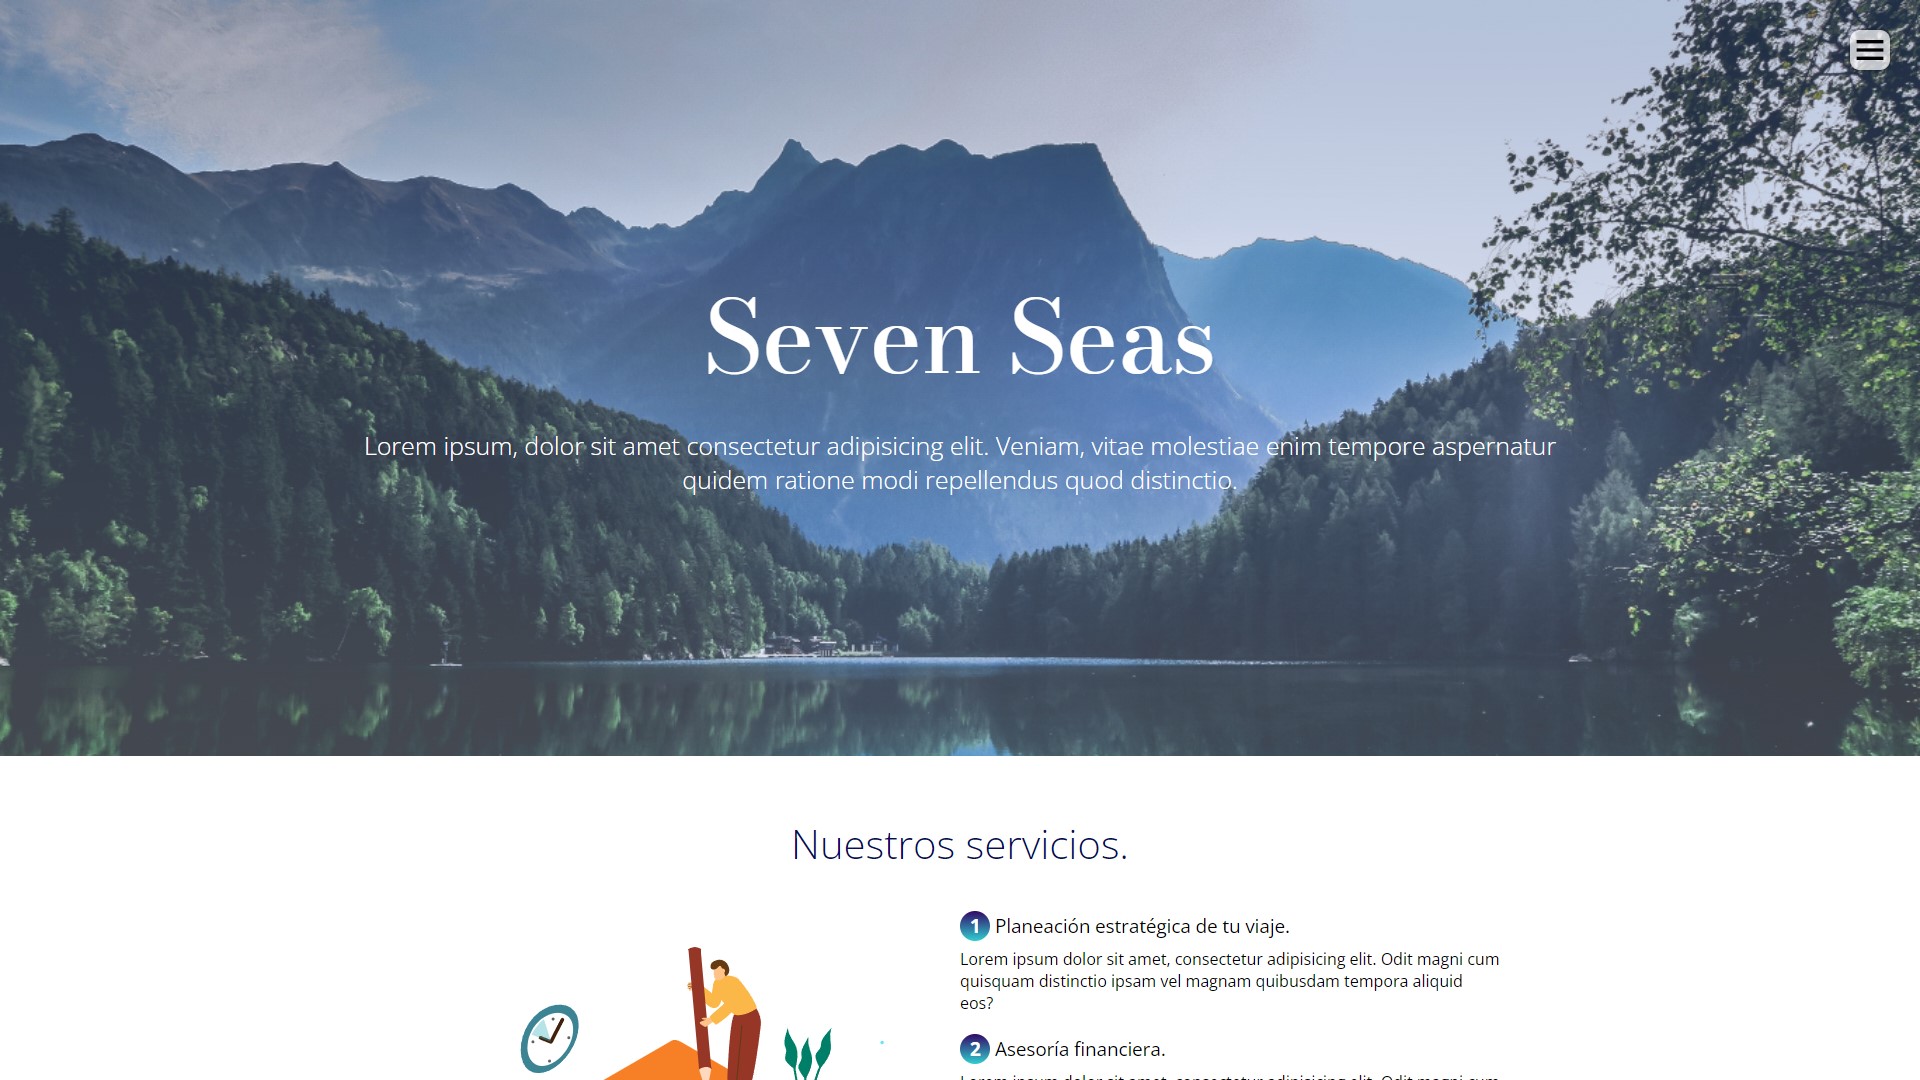 Seven Seas
Lorem ipsum, dolor sit amet consectetur adipisicing elit. Veniam, vitae molestiae enim tempore aspernatur
quidem ratione modi repellendus quod distinctio.
Nuestros servicios.
1 Planeación estratégica de tu viaje.
Lorem ipsum dolor sit amet, consectetur adipisicing elit. Odit magni cum
quisquam distinctio ipsam vel magnam quibusdam tempora aliquid
eos?
2 Asesoría financiera.